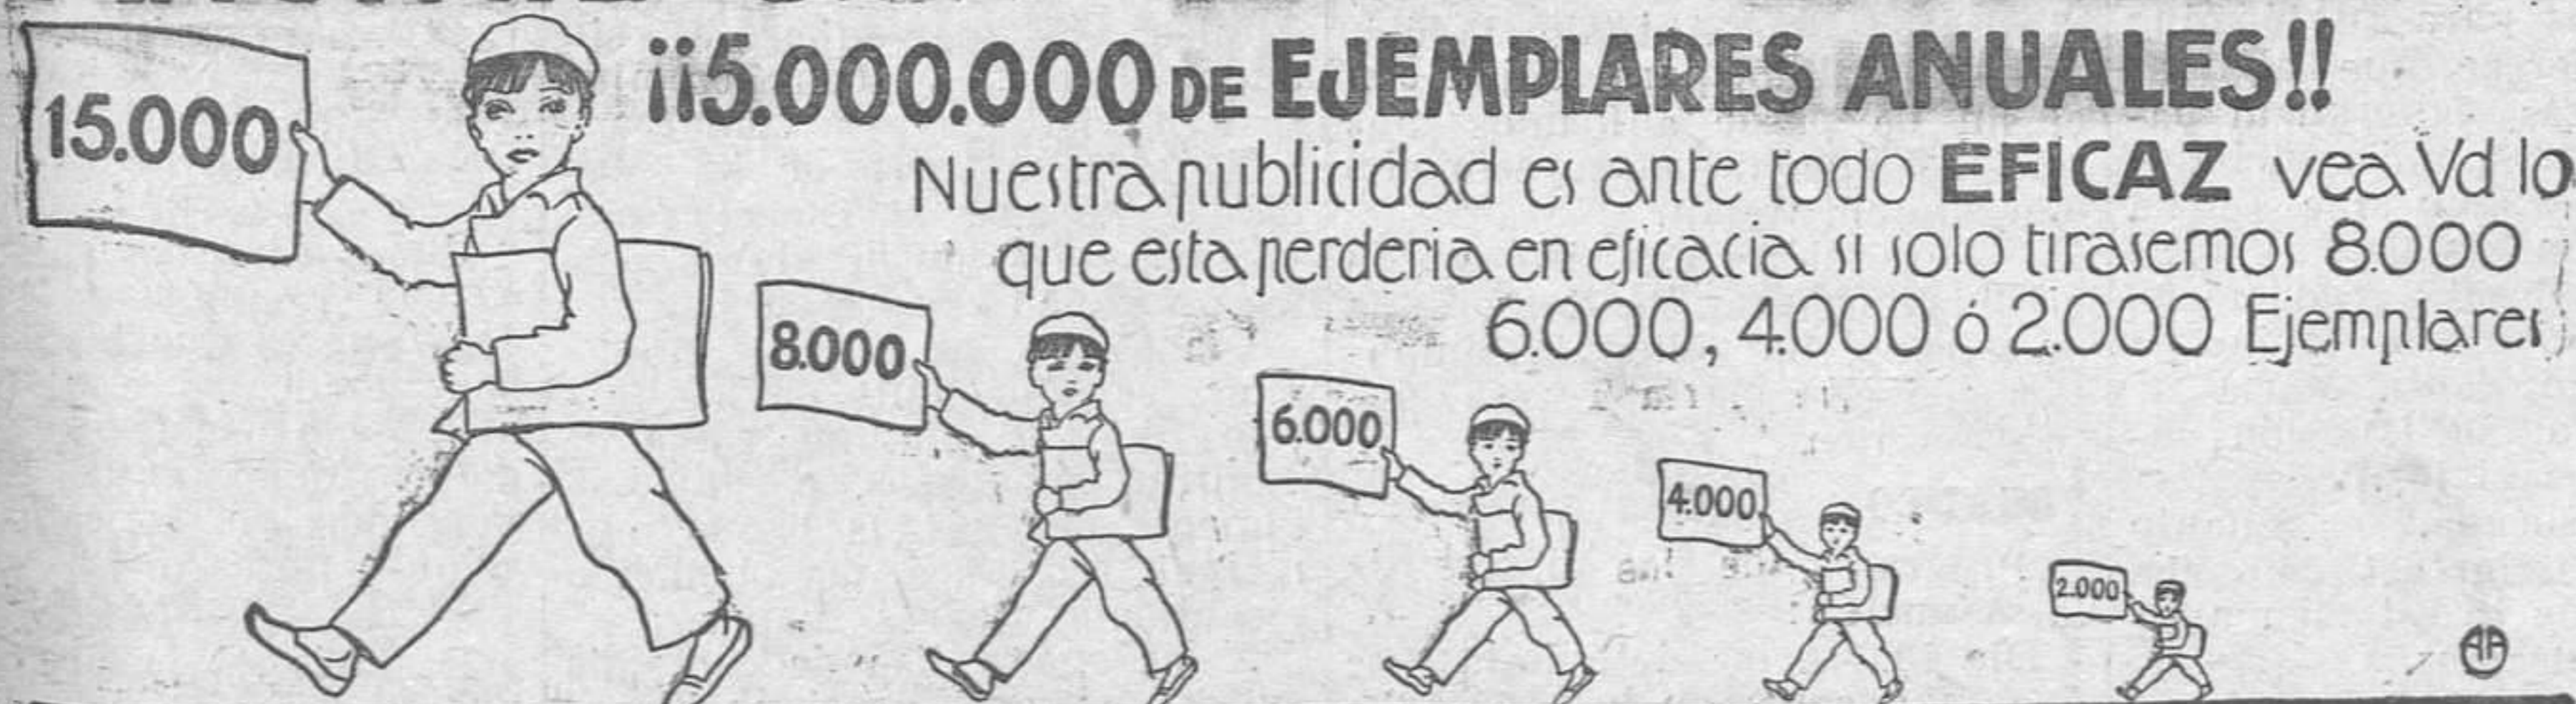 ¡¡5.000.000 DE EJEMPLARES ANUALES!!
Nuestra publicidad es ante todo EFICAZ vea Vd lo
que esta perderia en eficacia si solo tirasemos 8.000
6.000, 4.000 ó 2.000 Ejemplares
15.000
8.000
6.000
4.000
2.000
AA